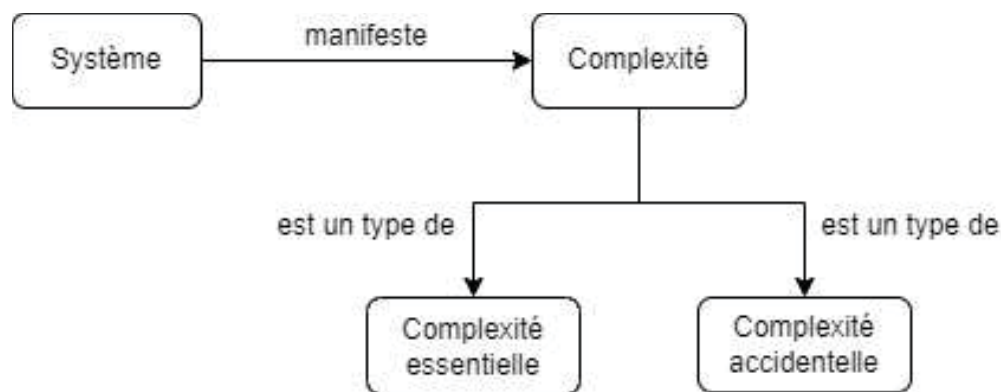 manifeste
Système
Complexité
est un type de
est un type de
Complexité
essentielle
Complexité
accidentelle